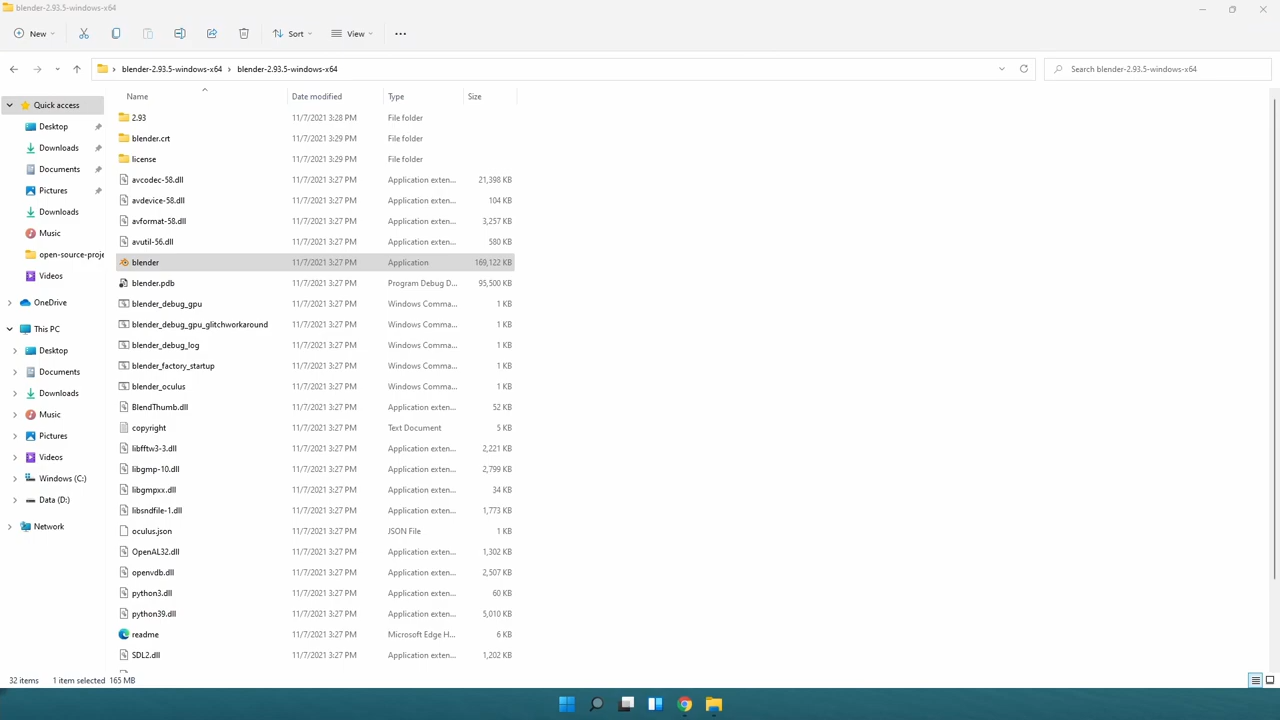 blender-2.93.5-windows-x64
New Sort View
blender-2.93.5-windows-x64 blender-2.93.5-windows-x64 Search blender-2.93.5-windows-x64
Name Date modified Type Size
Quick access
Desktop
Downloads
Documents
Pictures
Downloads
Music
open-source-proje
Videos
OneDrive
This PC
Desktop
Documents
Downloads
Music
Pictures
Videos
Windows (C:)
Data (D:)
Network
2.93 11/7/2021 3:28 PM File folder
blender.crt 11/7/2021 3:29 PM File folder
license 11/7/2021 3:29 PM File folder
avcodec-58.dll 11/7/2021 3:27 PM Application exten... 21,398 KB
avdevice-58.dll 11/7/2021 3:27 PM Application exten... 104 KB
avformat-58.dll 11/7/2021 3:27 PM Application exten... 3,257 KB
avutil-56.dll 11/7/2021 3:27 PM Application exten... 580 KB
blender 11/7/2021 3:27 PM Application 169,122 KB
blender.pdb 11/7/2021 3:27 PM Program Debug D... 95,500 KB
blender_debug_gpu 11/7/2021 3:27 PM Windows Comma... 1 KB
blender_debug_gpu_glitchworkaround 11/7/2021 3:27 PM Windows Comma... 1 KB
blender_debug_log 11/7/2021 3:27 PM Windows Comma... 1 KB
blender_factory_startup 11/7/2021 3:27 PM Windows Comma... 1 KB
blender_oculus 11/7/2021 3:27 PM Windows Comma... 1 KB
BlendThumb.dll 11/7/2021 3:27 PM Application exten... 52 KB
copyright 11/7/2021 3:27 PM Text Document 5 KB
libfftw3-3.dll 11/7/2021 3:27 PM Application exten... 2,221 KB
libgmp-10.dll 11/7/2021 3:27 PM Application exten... 2,799 KB
libgmpxx.dll 11/7/2021 3:27 PM Application exten... 34 KB
libsndfile-1.dll 11/7/2021 3:27 PM Application exten... 1,773 KB
oculus.json 11/7/2021 3:27 PM JSON File 1 KB
OpenAL32.dll 11/7/2021 3:27 PM Application exten... 1,302 KB
openvdb.dll 11/7/2021 3:27 PM Application exten... 2,507 KB
python3.dll 11/7/2021 3:27 PM Application exten... 60 KB
python39.dll 11/7/2021 3:27 PM Application exten... 5,010 KB
readme 11/7/2021 3:27 PM Microsoft Edge H... 6 KB
SDL2.dll 11/7/2021 3:27 PM Application exten... 1,202 KB
32 items 1 item selected 165 MB